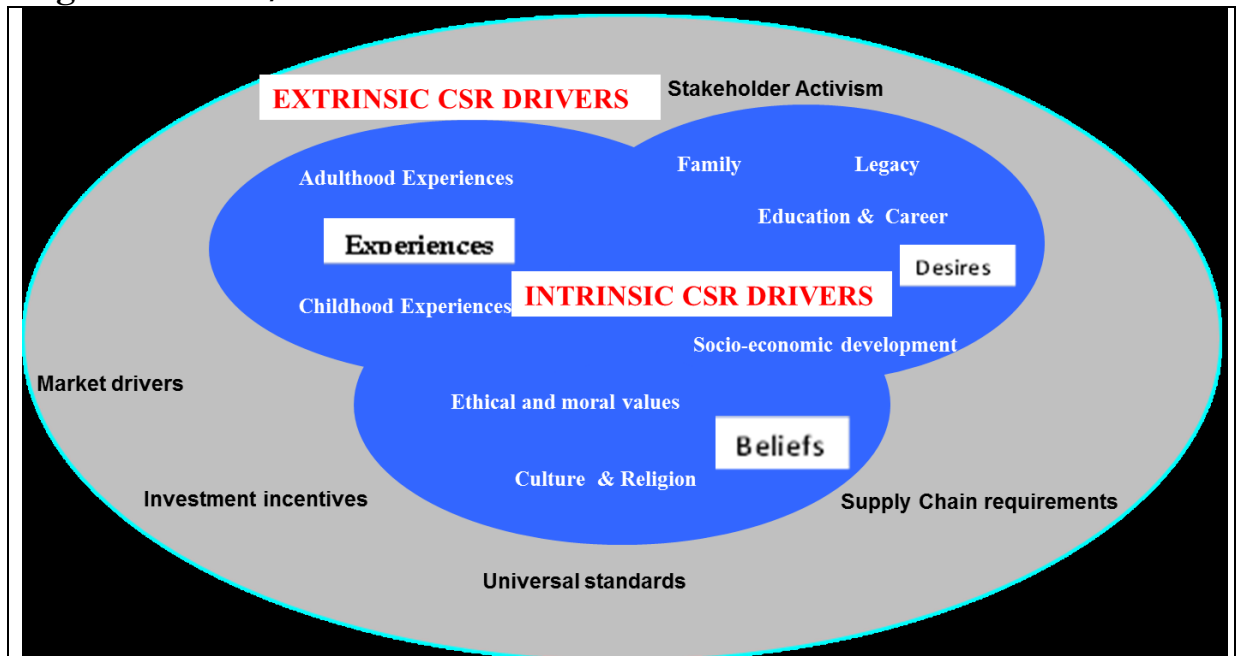 EXTRINSIC CSR DRIVERS
Stakeholder Activism
Family
Legacy
Adulthood Experiences
Education & Career
Experiences
Desires
INTRINSIC CSR DRIVERS
Childhood Experiences
Socio-economic development
Market drivers
Ethical and moral values
Beliefs
Culture & Religion
Investment incentives
Supply Chain requirements
Universal standards